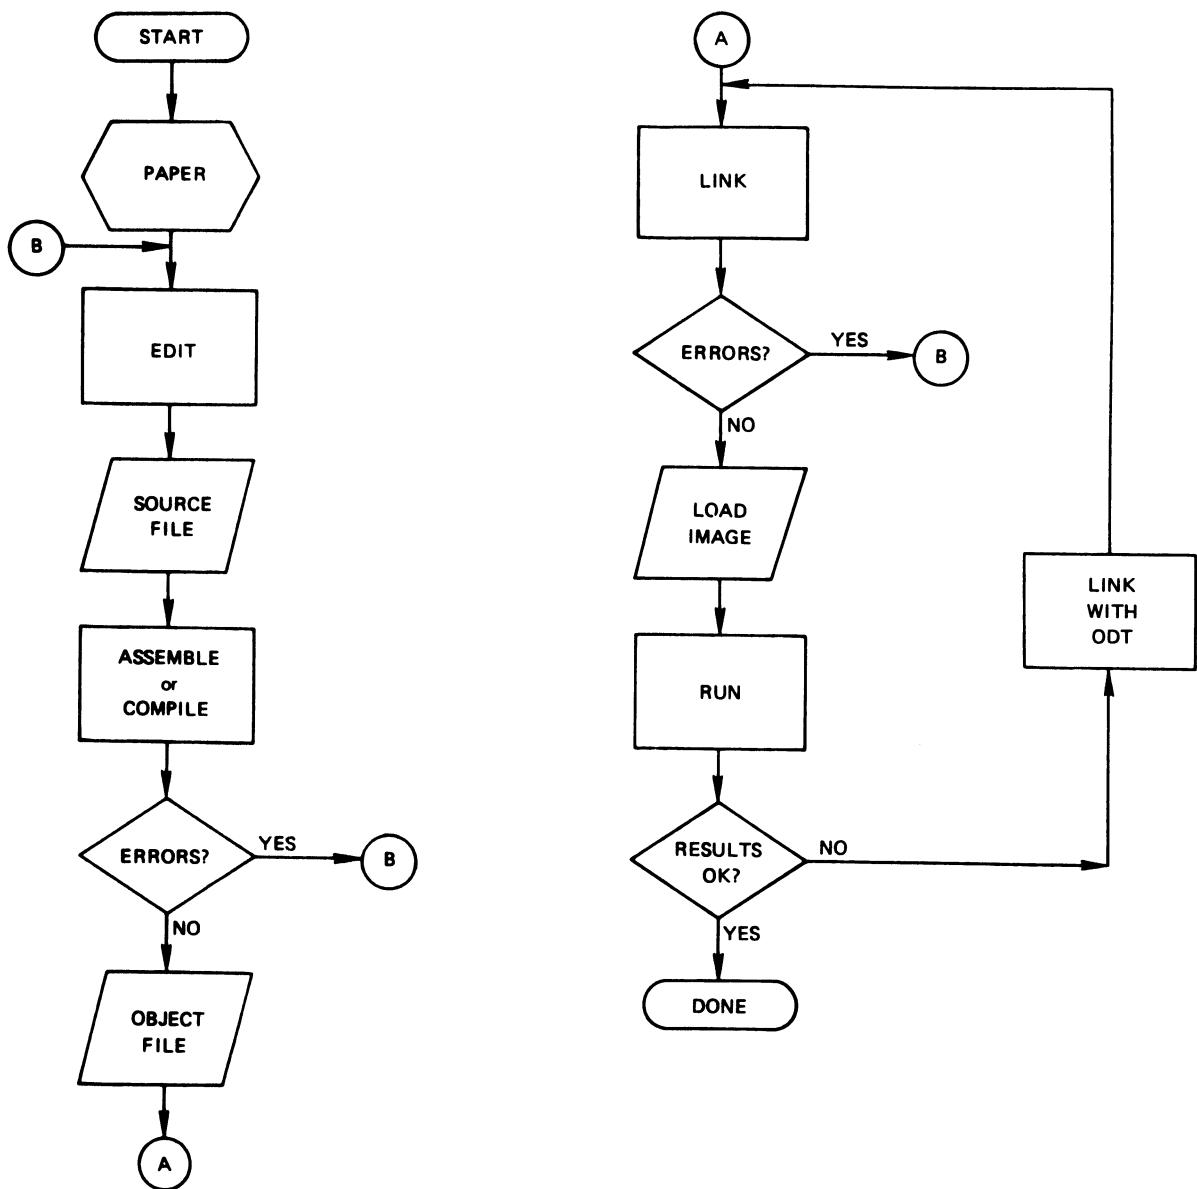 START
PAPER
B
EDIT
SOURCE
FILE
ASSEMBLE
or
COMPILE
ERRORS?
YES
B
NO
OBJECT
FILE
A
A
LINK
ERRORS?
YES
B
NO
LOAD
IMAGE
RUN
RESULTS
OK?
NO
YES
DONE
LINK
WITH
ODT